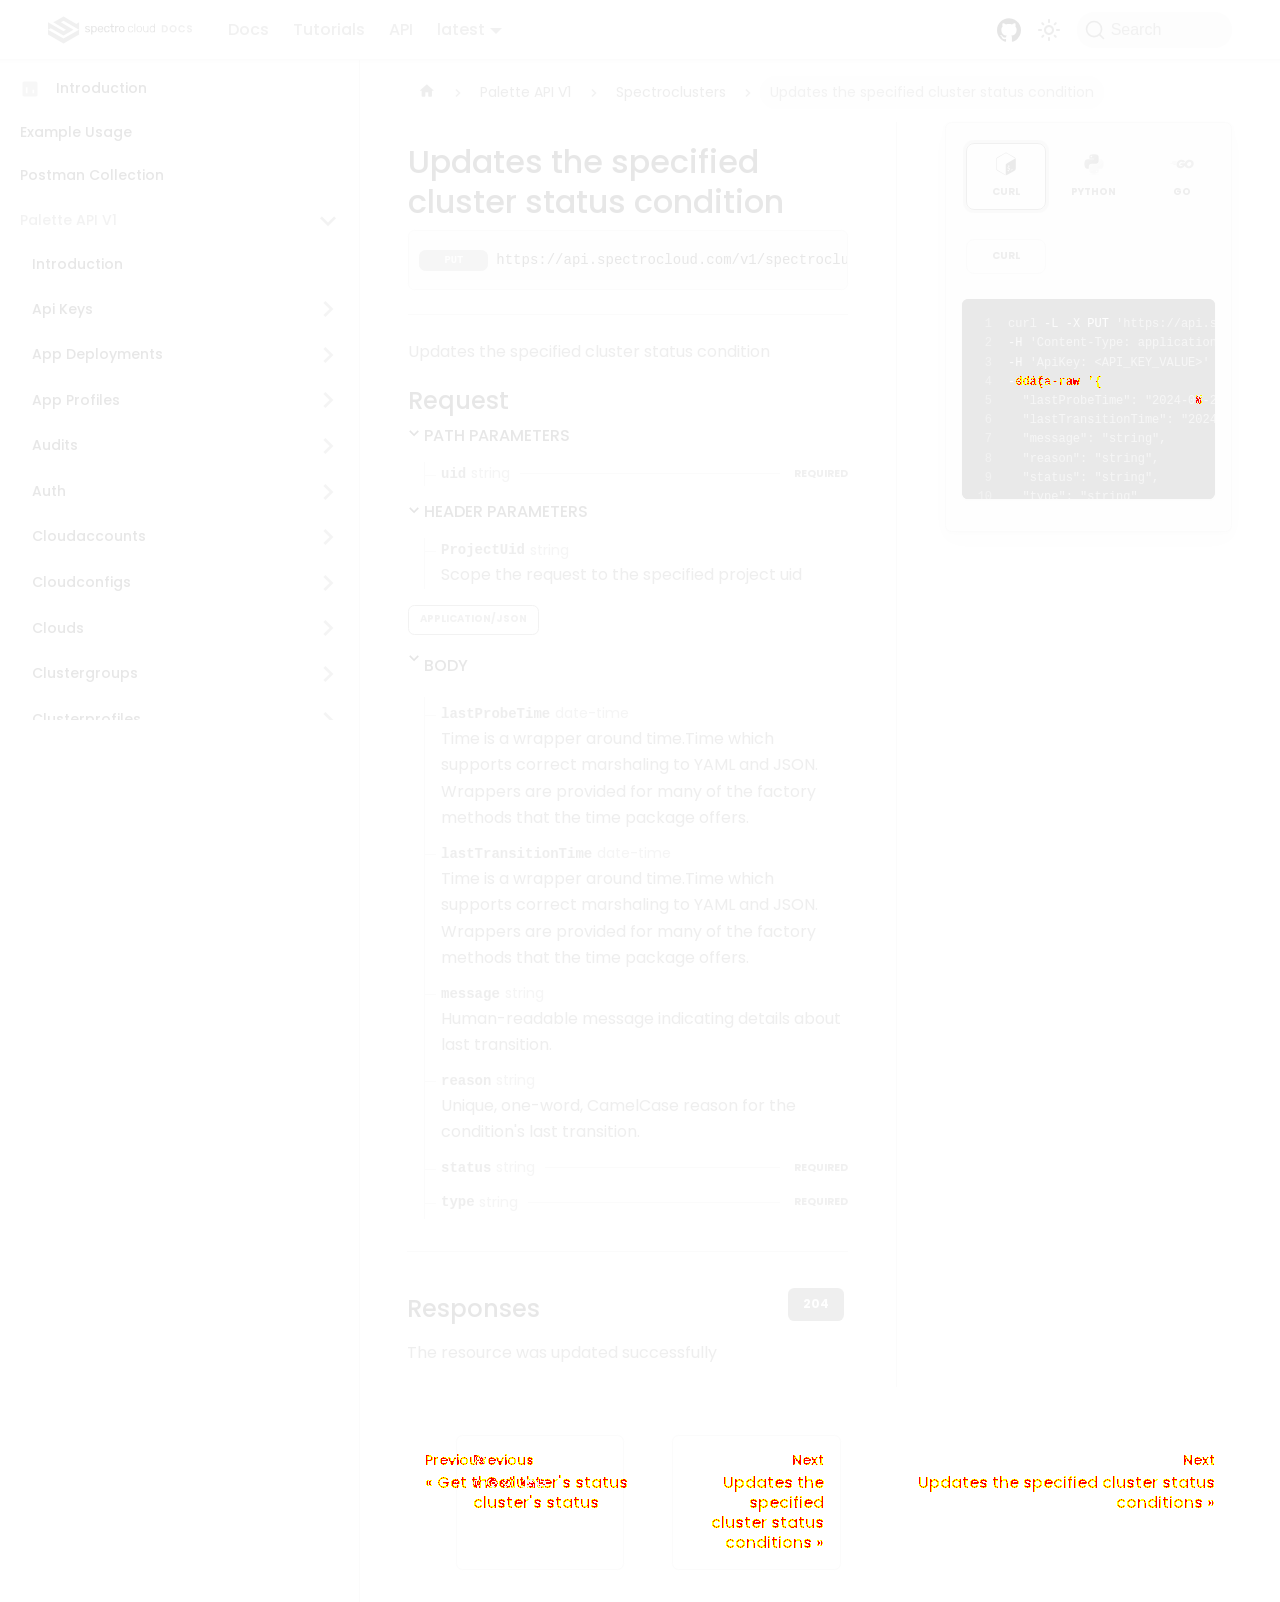 spectro cloud DOCS
Docs
Tutorials
API
latest
Search
Introduction
Example Usage
Postman Collection
Palette API V1
Introduction
Api Keys
App Deployments
App Profiles
Audits
Auth
Cloudaccounts
Cloudconfigs
Clouds
Clustergroups
Clusterprofiles
Palette API V1
Spectroclusters
Updates the specified cluster status condition
Updates the specified
cluster status condition
PUT https://api.spectrocloud.com/v1/spectroclu
Updates the specified cluster status condition
Request
PATH PARAMETERS
uid string REQUIRED
HEADER PARAMETERS
ProjectUid string
Scope the request to the specified project uid
APPLICATION/JSON
BODY
lastProbeTime date-time
Time is a wrapper around time.Time which
supports correct marshaling to YAML and JSON.
Wrappers are provided for many of the factory
methods that the time package offers.
lastTransitionTime date-time
Time is a wrapper around time.Time which
supports correct marshaling to YAML and JSON.
Wrappers are provided for many of the factory
methods that the time package offers.
message string
Human-readable message indicating details about
last transition.
reason string
Unique, one-word, CamelCase reason for the
condition's last transition.
status string REQUIRED
type string REQUIRED
Responses
204
The resource was updated successfully
CURL
PYTHON
GO
CURL
1 curl -L -X PUT 'https://api.s
2 -H 'Content-Type: application
3 -H 'ApiKey: <API_KEY_VALUE>'
4
5 "lastProbeTime": "2024-
6 "lastTransitionTime": "2024
7 "message": "string",
8 "reason": "string",
9 "status": "string",
10 "type": "string"
Previous
Previous
« Get the cluster's status
cluster's status
Next
Updates the
specified
cluster status
conditions »
Next
Updates the specified cluster status
conditions »